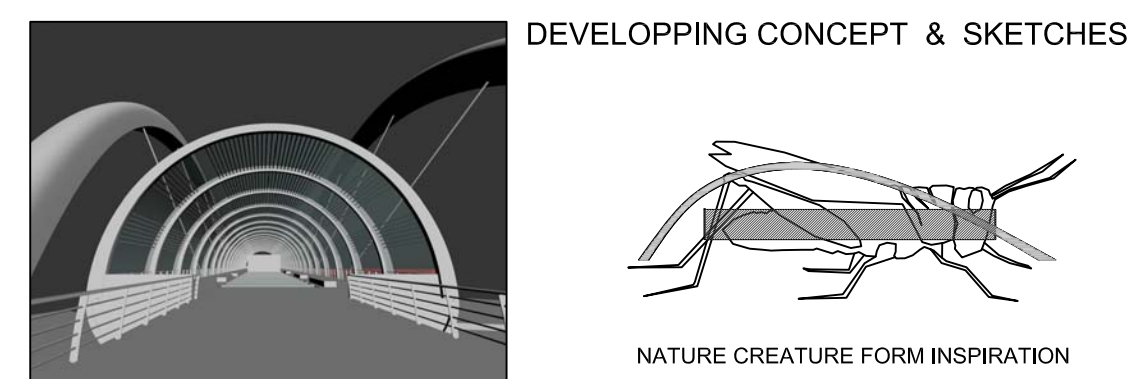 DEVELOPPING CONCEPT & SKETCHES
NATURE CREATURE FORM INSPIRATION